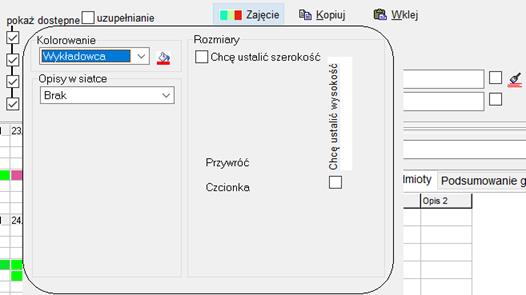 pokaż dostępne uzupełnianie Zajęcie Kopiuj Wklej
Kolorowanie
Wykładowca
Opisy w siatce
Brak
Rozmiary
Chcę ustalić szerokość
Chcę ustalić wysokość
Przywróć
Czcionka
23.
24.
Podsumowanie g
Opis 2